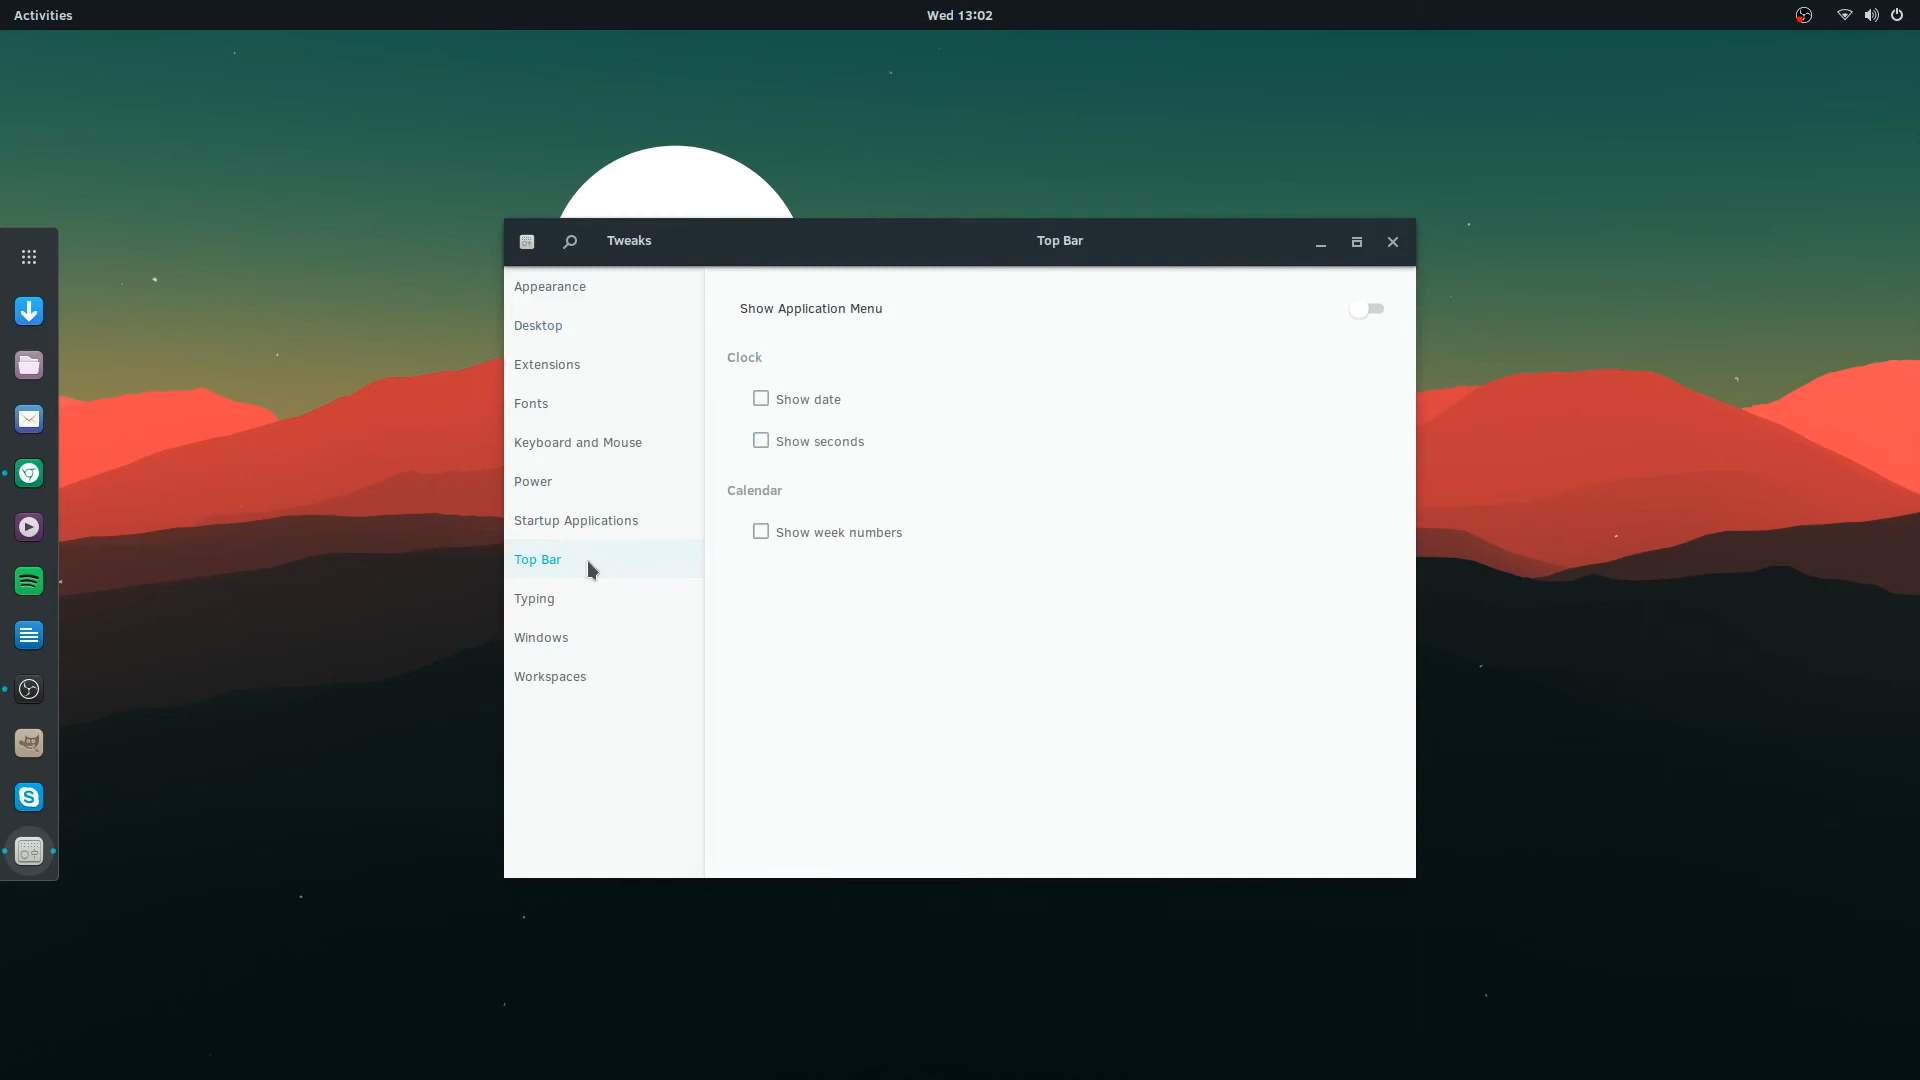 Activities
Wed 13:02
Tweaks
Top Bar
Appearance
Desktop
Extensions
Fonts
Keyboard and Mouse
Power
Startup Applications
Top Bar
Typing
Windows
Workspaces
Show Application Menu
Clock
Show date
Show seconds
Calendar
Show week numbers